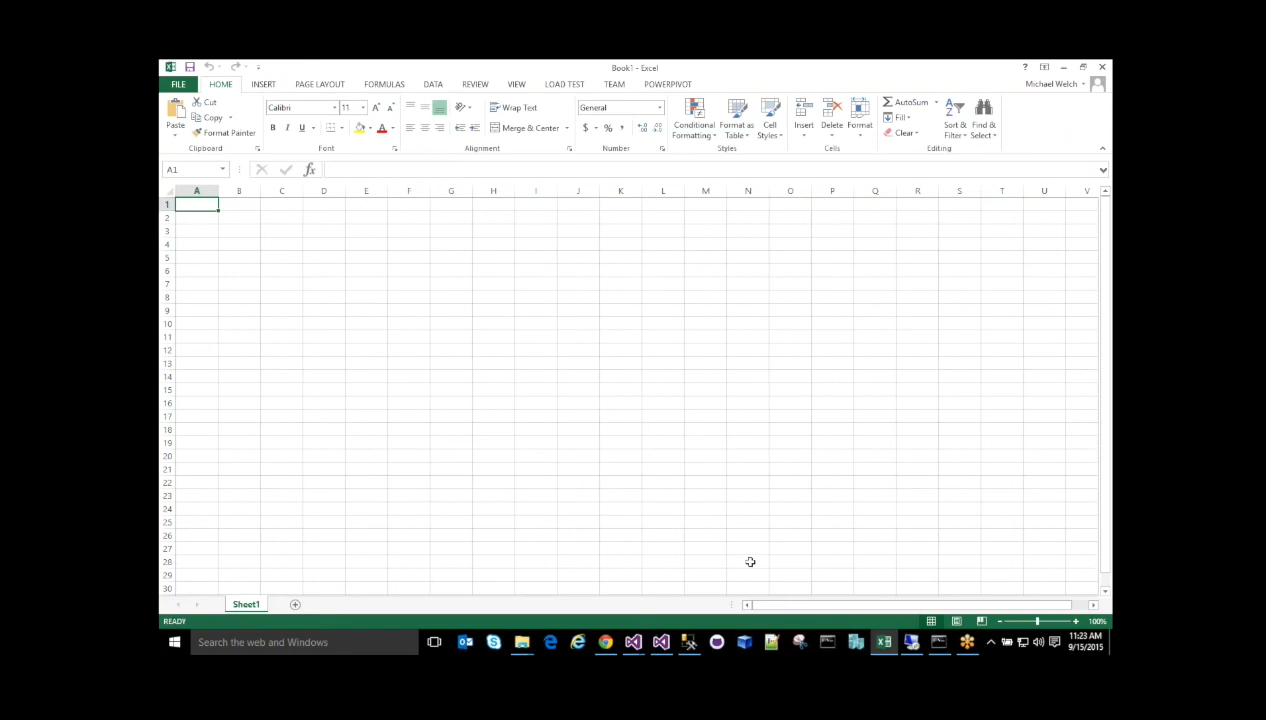 Book1 - Excel
FILE HOME INSERT PAGE LAYOUT FORMULAS DATA REVIEW VIEW LOAD TEST TEAM POWERPIVOT Michael Welch
Paste
Cut
Copy
Format Painter
Clipboard
Calibri 11
B I U
Font
Wrap Text
Merge & Center
Alignment
General
$ % ,
Number
Conditional Formatting
Format as Table
Cell Styles
Styles
Insert
Delete
Format
Cells
AutoSum
Fill
Clear
Sort & Filter
Find & Select
Editing
A1 fx
A B C D E F G H I J K L M N O P Q R S T U V
1
2
3
4
5
6
7
8
9
10
11
12
13
14
15
16
17
18
19
20
21
22
23
24
25
26
27
28
29
30
Sheet1
READY 100%
Search the web and Windows
11:23 AM
9/15/2015